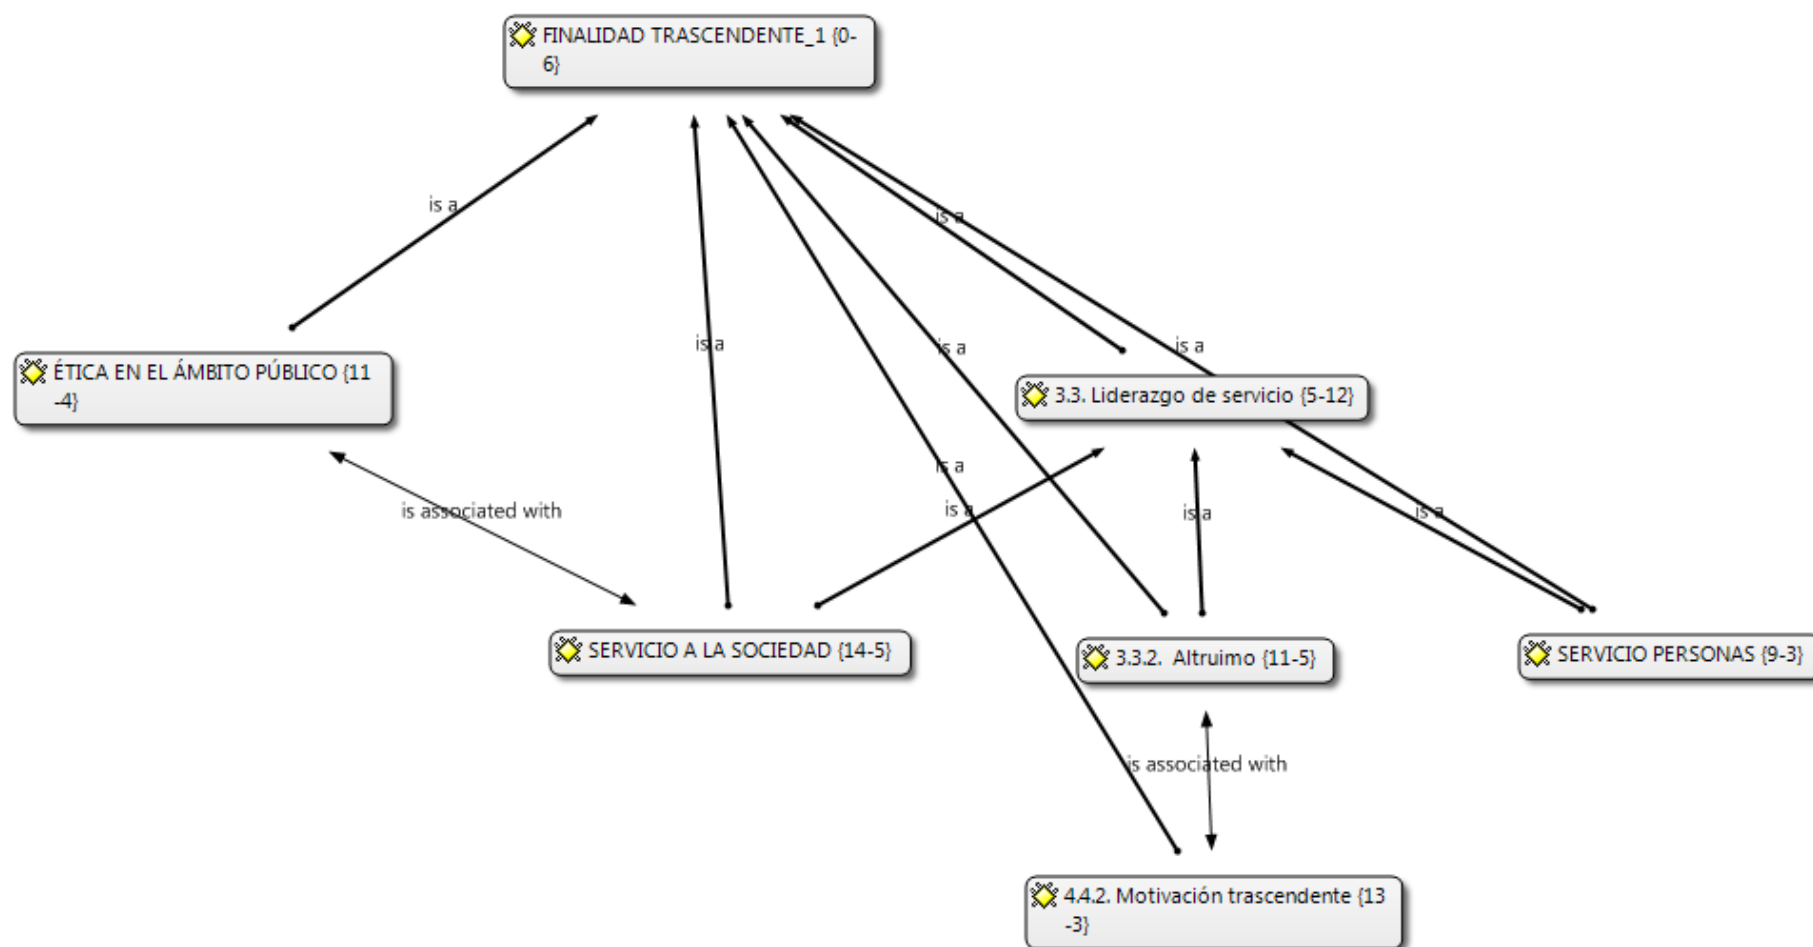 FINALIDAD TRASCENDENTE_1 {0-
6}
is a
is a
is a
is a
is a
ÉTICA EN EL ÁMBITO PÚBLICO {11
-4}
3.3. Liderazgo de servicio {5-12}
is a
is associated with
is a
is a
is a
SERVICIO A LA SOCIEDAD {14-5}
3.3.2.  Altruimo {11-5}
SERVICIO PERSONAS {9-3}
is associated with
4.4.2. Motivación trascendente {13
-3}